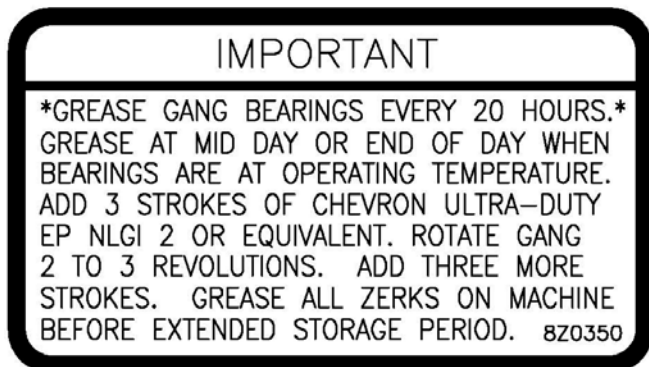 IMPORTANT
*GREASE GANG BEARINGS EVERY 20 HOURS.*
GREASE AT MID DAY OR END OF DAY WHEN
BEARINGS ARE AT OPERATING TEMPERATURE.
ADD 3 STROKES OF CHEVRON ULTRA-DUTY
EP NLGI 2 OR EQUIVALENT. ROTATE GANG
2 TO 3 REVOLUTIONS. ADD THREE MORE
STROKES. GREASE ALL ZERKS ON MACHINE
BEFORE EXTENDED STORAGE PERIOD. 8Z0350